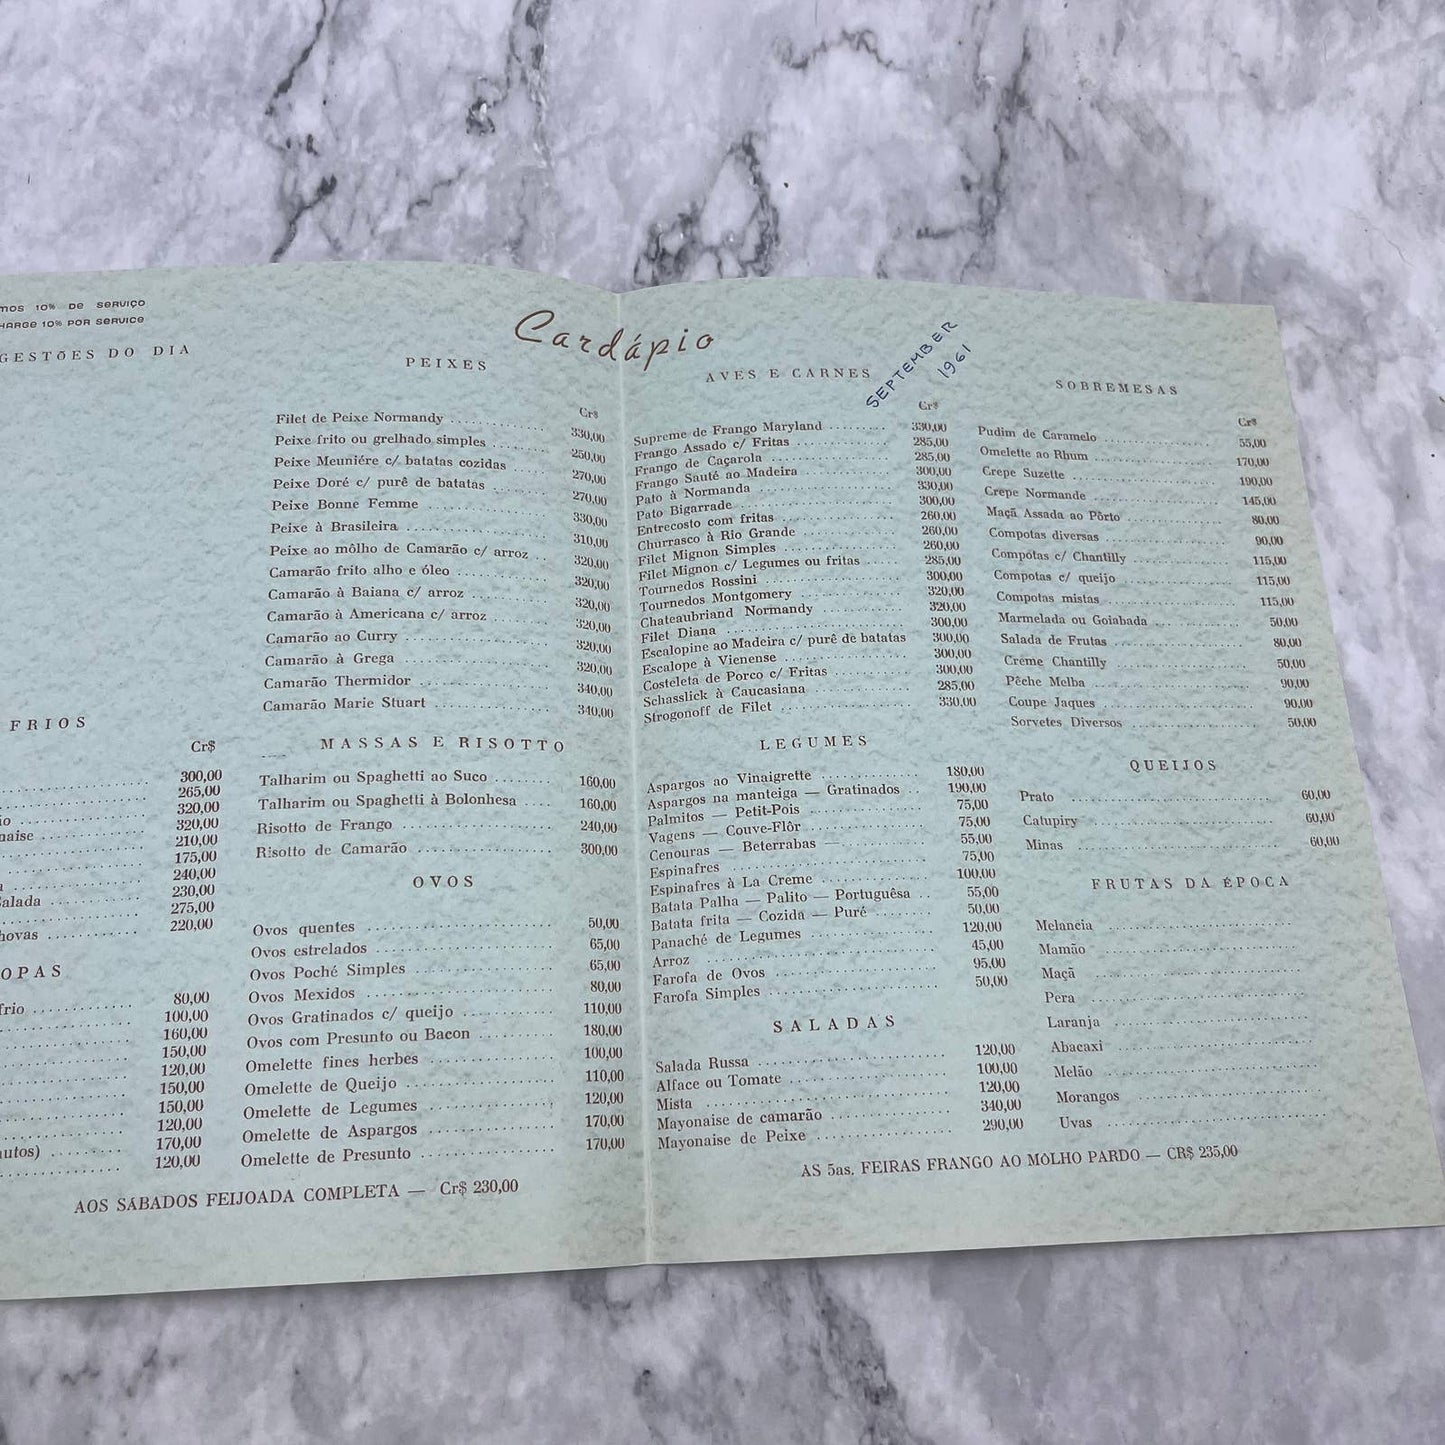 10% DE SERVIÇO
10% POR SERVICE
Cardápio
SEPTEMBER
1961
DO DIA
FRIOS
Cr$
300,00
265,00
320,00
320,00
210,00
175,00
240,00
230,00
275,00
220,00
80,00
100,00
160,00
150,00
120,00
150,00
150,00
120,00
170,00
120,00
AOS SÁBADOS FEIJOADA COMPLETA — Cr$ 230,00
PEIXES
Cr$
Filet de Peixe Normandy 330,00
Peixe frito ou grelhado simples 250,00
Peixe Meuniére c/ batatas cozidas 270,00
Peixe Doré c/ purê de batatas 270,00
Peixe Bonne Femme 330,00
Peixe à Brasileira 310,00
Peixe ao môlho de Camarão c/ arroz 320,00
Camarão frito alho e óleo 320,00
Camarão à Baiana c/ arroz 320,00
Camarão à Americana c/ arroz 320,00
Camarão ao Curry 320,00
Camarão à Grega 320,00
Camarão Thermidor 340,00
Camarão Marie Stuart 340,00
MASSAS E RISOTTO
Talharim ou Spaghetti ao Suco 160,00
Talharim ou Spaghetti à Bolonhesa 160,00
Risotto de Frango 240,00
Risotto de Camarão 300,00
OVOS
Ovos quentes 50,00
Ovos estrelados 65,00
Ovos Poché Simples 65,00
Ovos Mexidos 80,00
Ovos Gratinados c/ queijo 110,00
Ovos com Presunto ou Bacon 180,00
Omelette fines herbes 100,00
Omelette de Queijo 110,00
Omelette de Legumes 120,00
Omelette de Aspargos 170,00
Omelette de Presunto 170,00
AVES E CARNES
Cr$
Supreme de Frango Maryland 330,00
Frango Assado c/ Fritas 285,00
Frango de Caçarola 285,00
Frango Sauté ao Madeira 300,00
Pato à Normanda 330,00
Pato Bigarrade 300,00
Entrecosto com fritas 260,00
Churrasco à Rio Grande 260,00
Filet Mignon Simples 260,00
Filet Mignon c/ Legumes ou fritas 285,00
Tournedos Rossini 300,00
Tournedos Montgomery 320,00
Chateaubriand Normandy 320,00
Filet Diana 300,00
Escalopine ao Madeira c/ purê de batatas 300,00
Escalope à Vienense 300,00
Costeleta de Porco c/ Fritas 300,00
Schasslick à Caucasiana 285,00
Strogonoff de Filet 330,00
LEGUMES
Aspargos ao Vinaigrette 180,00
Aspargos na manteiga — Gratinados 190,00
Palmitos — Petit-Pois 75,00
Vagens — Couve-Flôr 75,00
Cenouras — Beterrabas — 55,00
Espinafres 75,00
Espinafres à La Creme 100,00
Batata Palha — Palito — Portuguêsa 55,00
Batata frita — Cozida — Puré 50,00
Panaché de Legumes 120,00
Arroz 45,00
Farofa de Ovos 95,00
Farofa Simples 50,00
SALADAS
Salada Russa 120,00
Alface ou Tomate 100,00
Mista 120,00
Mayonaise de camarão 340,00
Mayonaise de Peixe 290,00
SOBREMESAS
Cr$
Pudim de Caramelo 55,00
Omelette ao Rhum 170,00
Crepe Suzette 190,00
Crepe Normande 145,00
Maçã Assada ao Pôrto 80,00
Compotas diversas 90,00
Compótas c/ Chantilly 115,00
Compotas c/ queijo 115,00
Compotas mistas 115,00
Marmelada ou Goiabada 50,00
Salada de Frutas 80,00
Crème Chantilly 50,00
Pêche Melba 90,00
Coupe Jaques 90,00
Sorvetes Diversos 50,00
QUEIJOS
Prato 60,00
Catupiry 60,00
Minas 60,00
FRUTAS DA ÉPOCA
Melancia
Mamão
Maçã
Pera
Laranja
Abacaxi
Melão
Morangos
Uvas
ÀS 5as. FEIRAS FRANGO AO MÔLHO PARDO — CR$ 235,00